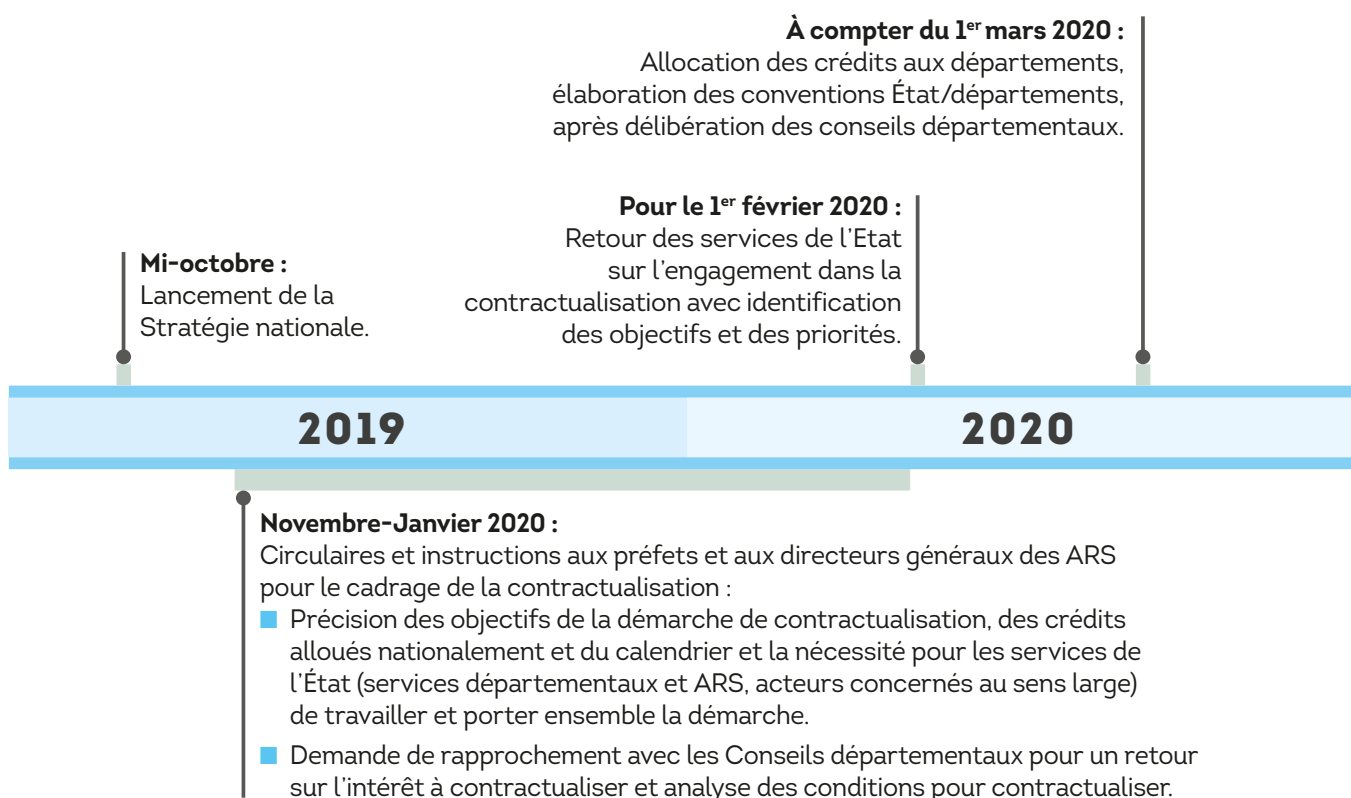 À compter du 1er mars 2020 :
Allocation des crédits aux départements,
élaboration des conventions État/départements,
après délibération des conseils départementaux.
Pour le 1er février 2020 :
Retour des services de l'Etat
sur l'engagement dans la
contractualisation avec identification
des objectifs et des priorités.
Mi-octobre :
Lancement de la
Stratégie nationale.
2019
2020
Novembre-Janvier 2020 :
Circulaires et instructions aux préfets et aux directeurs généraux des ARS
pour le cadrage de la contractualisation :
Précision des objectifs de la démarche de contractualisation, des crédits
alloués nationalement et du calendrier et la nécessité pour les services de
l'État (services départementaux et ARS, acteurs concernés au sens large)
de travailler et porter ensemble la démarche.
Demande de rapprochement avec les Conseils départementaux pour un retour
sur l'intérêt à contractualiser et analyse des conditions pour contractualiser.